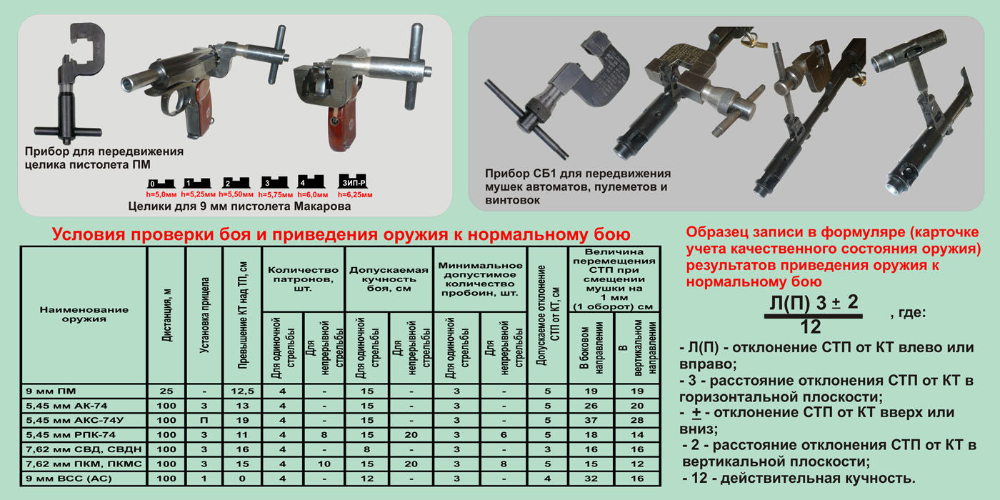 Прибор для передвижения
целика пистолета ПМ
0 1 2 3 4 ЗИП-Р
h=5,0мм h=5,25мм h=5,50мм h=5,75мм h=6,0мм h=6,25мм
Целики для 9 мм пистолета Макарова
Прибор СБ1 для передвижения
мушек автоматов, пулеметов и
винтовок
Условия проверки боя и приведения оружия к нормальному бою
Наименование
оружия
Дистанция, м
Установка прицела
Превышение КТ над ТП, см
Количество
патронов,
шт.
Для одиночной
стрельбы
Для
непрерывной
стрельбы
Допускаемая
кучность
боя, см
Для одиночной
стрельбы
Для
непрерывной
стрельбы
Минимальное
допустимое
количество
пробоин, шт.
Для одиночной
стрельбы
Для
непрерывной
стрельбы
Допускаемое отклонение
СТП от КТ, см
Величина
перемещения
СТП при
смещении
мушки на
1 мм
(1 оборот) см
В боковом
направлении
В
вертикальном
направлении
9 мм ПМ 25 - 12,5 4 - 15 - 3 - 5 19 19
5,45 мм АК-74 100 3 13 4 - 15 - 3 - 5 26 20
5,45 мм АКС-74У 100 П 19 4 - 15 - 3 - 5 37 28
5,45 мм РПК-74 100 3 11 4 8 15 20 3 6 5 18 14
7,62 мм СВД, СВДН 100 3 16 4 - 8 - 3 - 3 16 16
7,62 мм ПКМ, ПКМС 100 3 15 4 10 15 20 3 8 5 15 12
9 мм ВСС (АС) 100 1 0 4 - 12 - 3 - 4 32 16
Образец записи в формуляре (карточке
учета качественного состояния оружия)
результатов приведения оружия к
нормальному бою
Л(П) 3 ± 2
12
, где:
- Л(П) - отклонение СТП от КТ влево или
вправо;
- 3 - расстояние отклонения СТП от КТ в
горизонтальной плоскости;
- ± - отклонение СТП от КТ вверх или
вниз;
- 2 - расстояние отклонения СТП от КТ в
вертикальной плоскости;
- 12 - действительная кучность.